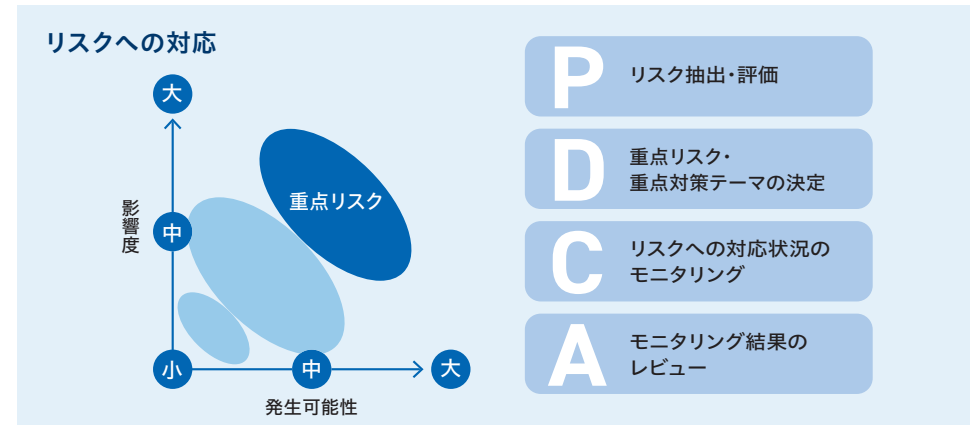 リスクへの対応
大
影響度
中
重点リスク
小
中
大
発生可能性
P
リスク抽出・評価
D
重点リスク・
重点対策テーマの決定
C
リスクへの対応状況の
モニタリング
A
モニタリング結果の
レビュー